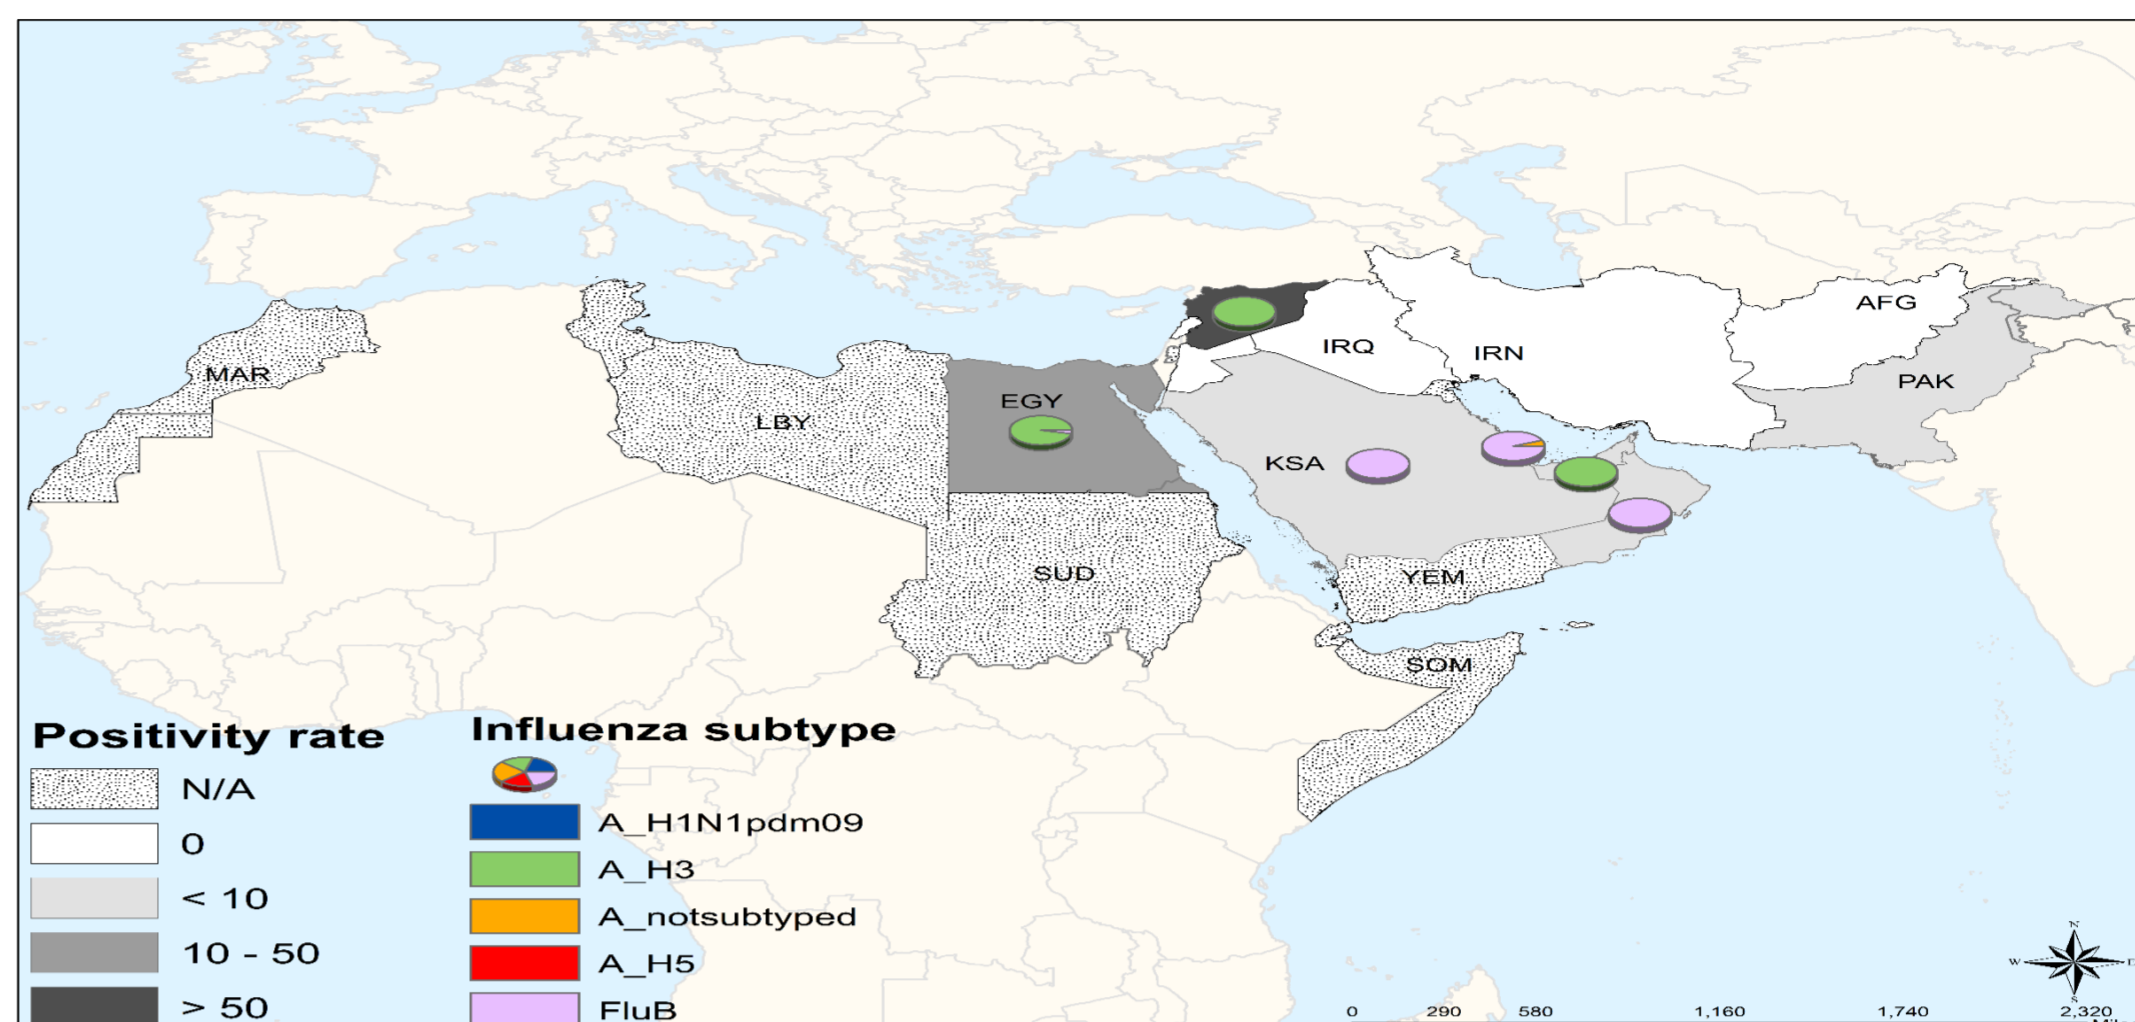 AFG
IRQ
IRN
MAR
PAK
EGY
LBY
KSA
SUD
YEM
SOM
Positivity rate
N/A
0
< 10
10 - 50
> 50
Influenza subtype
A_H1N1pdm09
A_H3
A_notsubtyped
A_H5
FluB
N
W
E
S
0 290 580 1,160 1,740 2,320